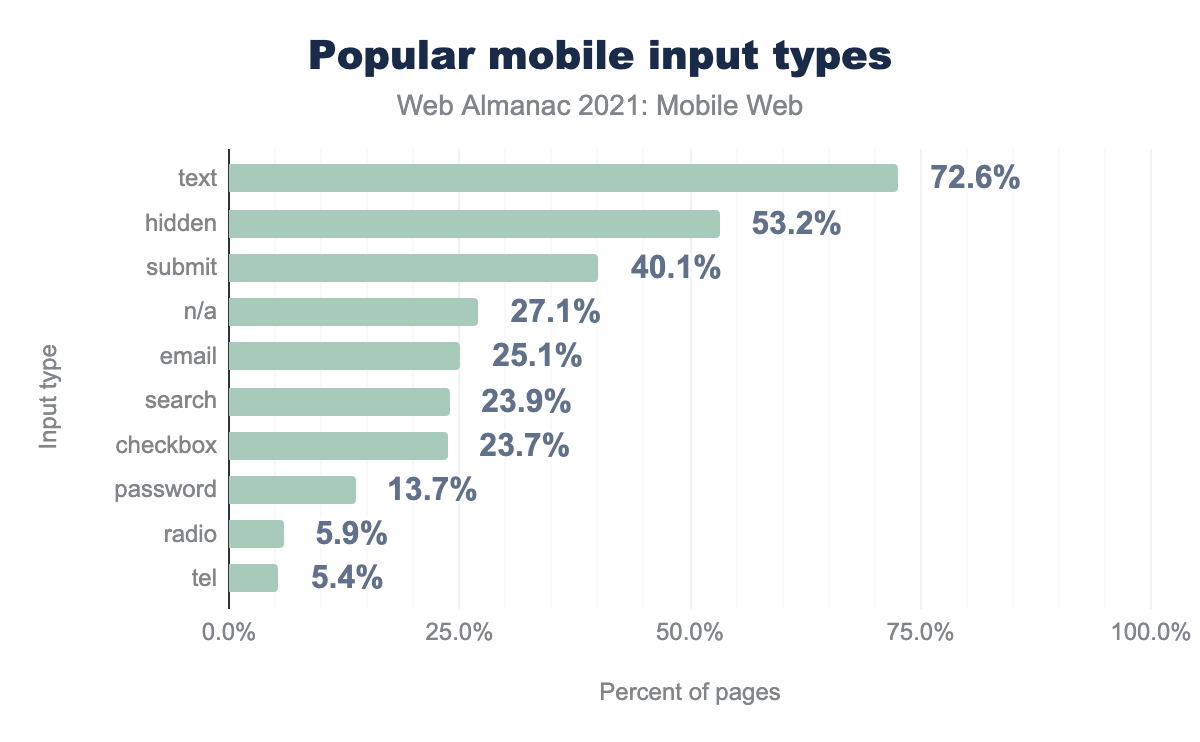 Popular mobile input types
Web Almanac 2021: Mobile Web
text 72.6%
hidden 53.2%
submit 40.1%
n/a 27.1%
email 25.1%
search 23.9%
checkbox 23.7%
password 13.7%
radio 5.9%
tel 5.4%
Input type
0.0% 25.0% 50.0% 75.0% 100.0%
Percent of pages